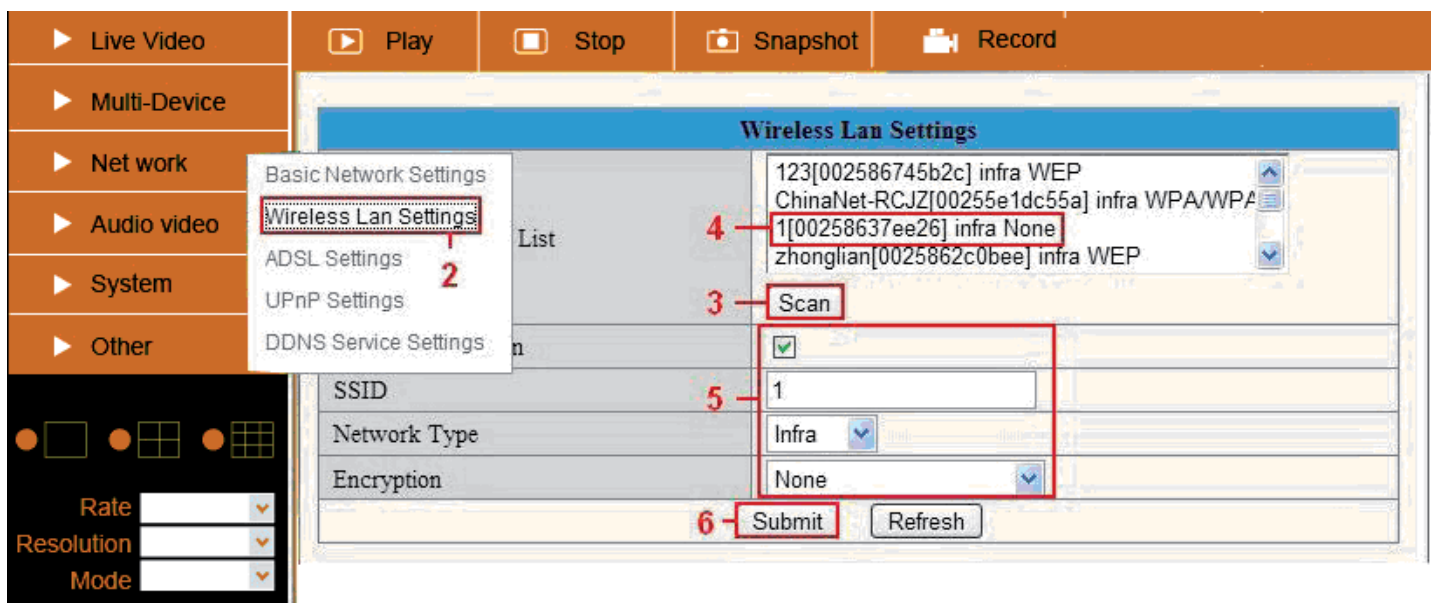 Live Video
Multi-Device
Net work
Audio video
System
Other
Rate
Resolution
Mode
Play
Stop
Snapshot
Record
Basic Network Settings
Wireless Lan Settings
2
ADSL Settings
UPnP Settings
DDNS Service Settings
Wireless Lan Settings
List
123[002586745b2c] infra WEP
ChinaNet-RCJZ[00255e1dc55a] infra WPA/WPA
4
1[00258637ee26] infra None
zhonglian[0025862c0bee] infra WEP
3
Scan
n
5
SSID
1
Network Type
Infra
Encryption
None
6
Submit
Refresh